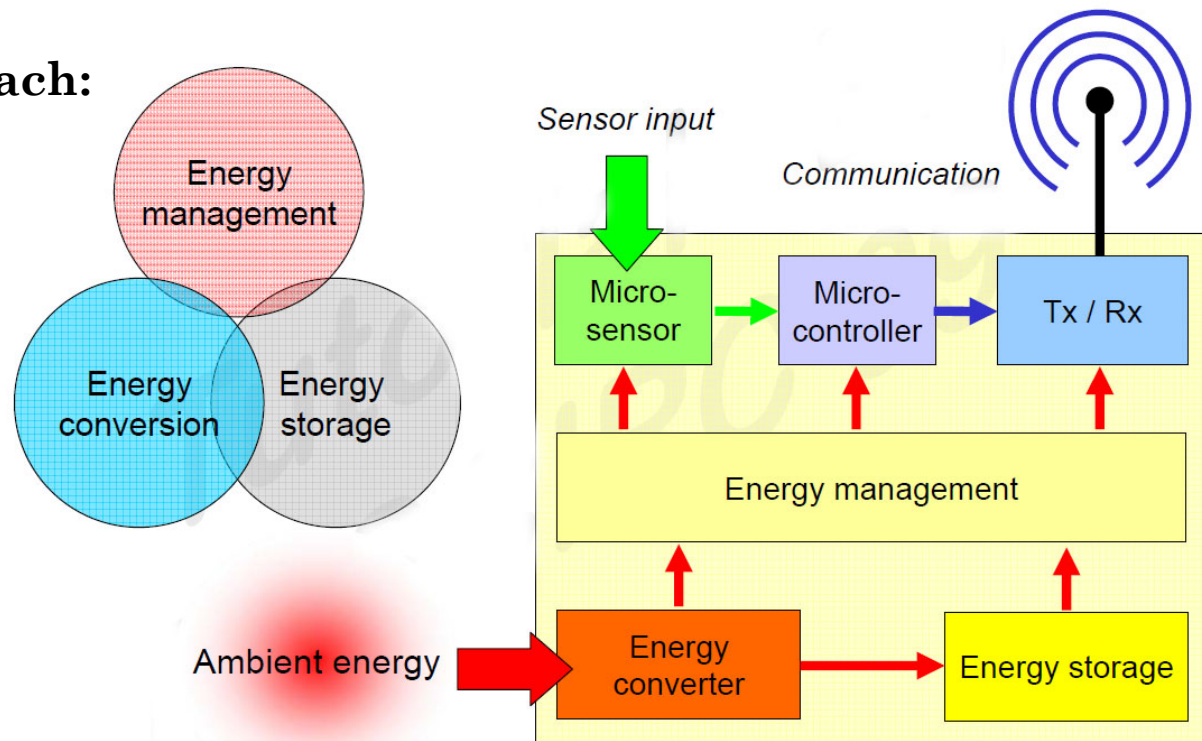 ach:
Energy
management
Energy
conversion
Energy
storage
Ambient energy
Sensor input
Communication
Micro-
sensor
Micro-
controller
Tx / Rx
Energy management
Energy
converter
Energy storage